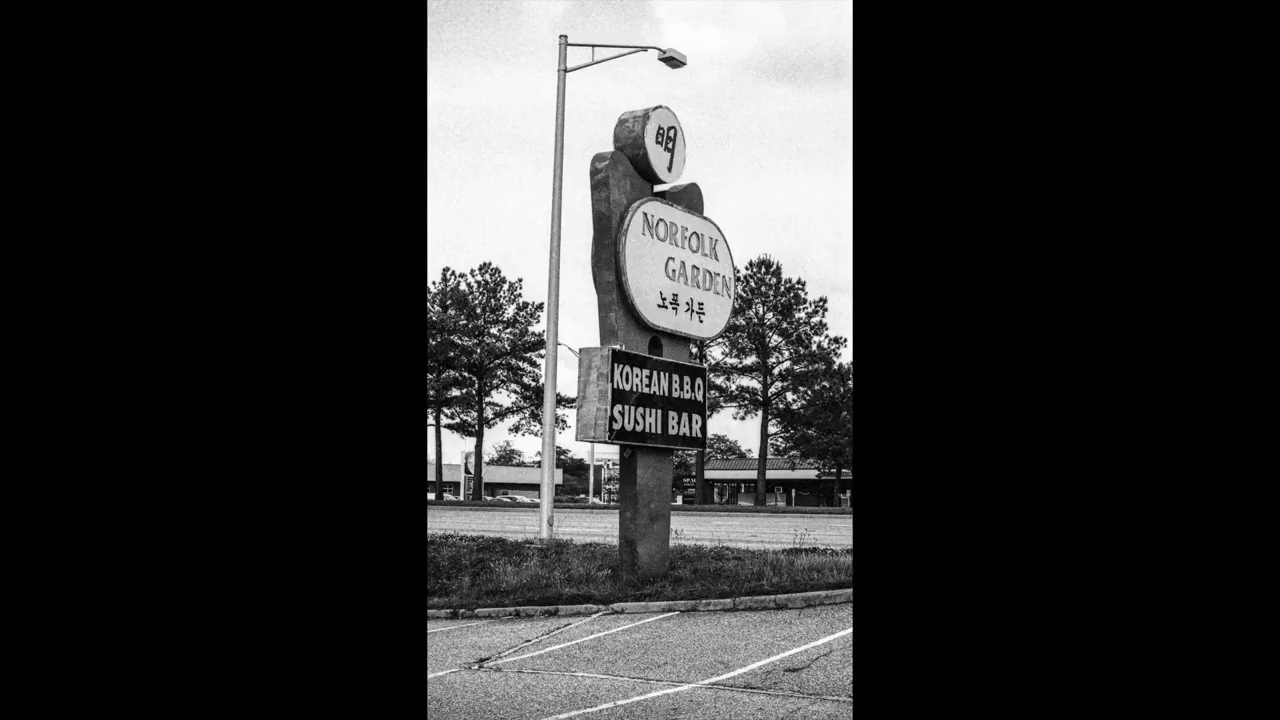 明
NORFOLK
GARDEN
노폭 가든
KOREAN B.B.Q
SUSHI BAR